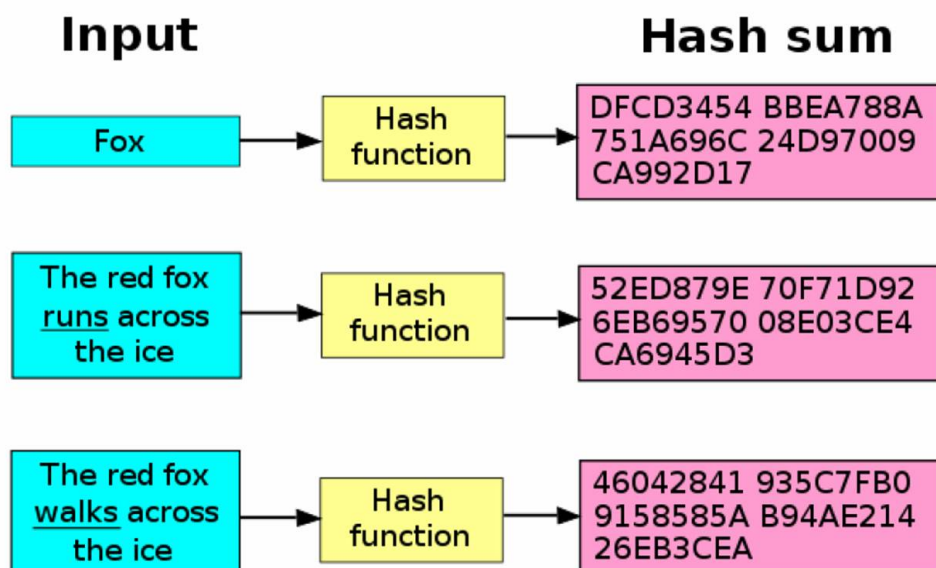 Input
Hash sum
Fox
Hash
function
DFCD3454 BBEA788A
751A696C 24D97009
CA992D17
The red fox
runs across
the ice
Hash
function
52ED879E 70F71D92
6EB69570 08E03CE4
CA6945D3
The red fox
walks across
the ice
Hash
function
46042841 935C7FB0
9158585A B94AE214
26EB3CEA